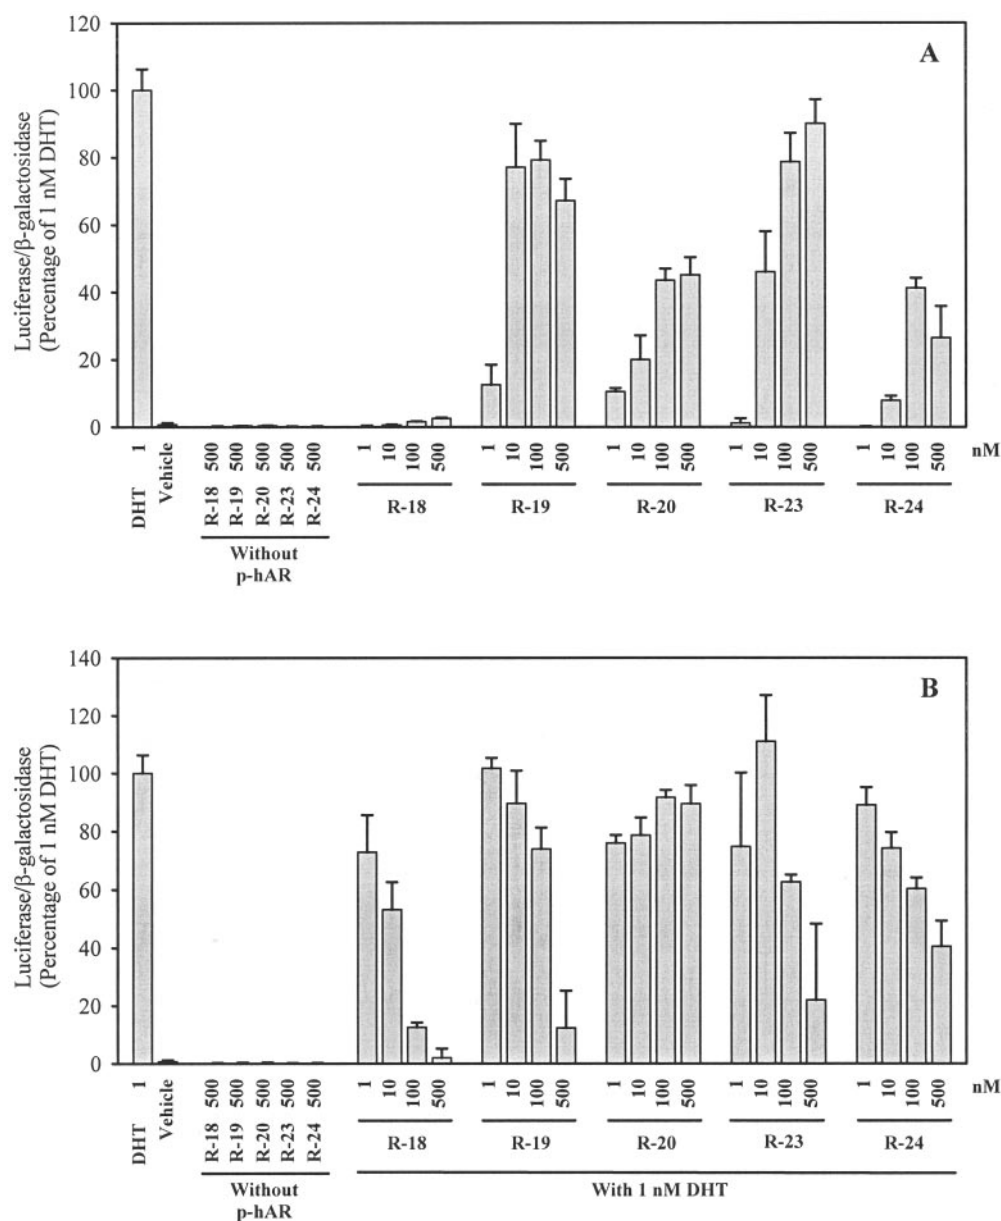 120
A
100
80
60
40
20
0
Luciferase/β-galactosidase
(Percentage of 1 nM DHT)
1 500 500 500 500 500 1 10 100 500 1 10 100 500 1 10 100 500 1 10 100 500 1 10 100 500 nM
DHT Vehicle R-18 R-19 R-20 R-23 R-24
R-18 R-19 R-20 R-23 R-24
Without
p-hAR
140
B
120
100
80
60
40
20
0
Luciferase/β-galactosidase
(Percentage of 1 nM DHT)
1 500 500 500 500 500 1 10 100 500 1 10 100 500 1 10 100 500 1 10 100 500 1 10 100 500 nM
DHT Vehicle R-18 R-19 R-20 R-23 R-24
R-18 R-19 R-20 R-23 R-24
Without
p-hAR
With 1 nM DHT